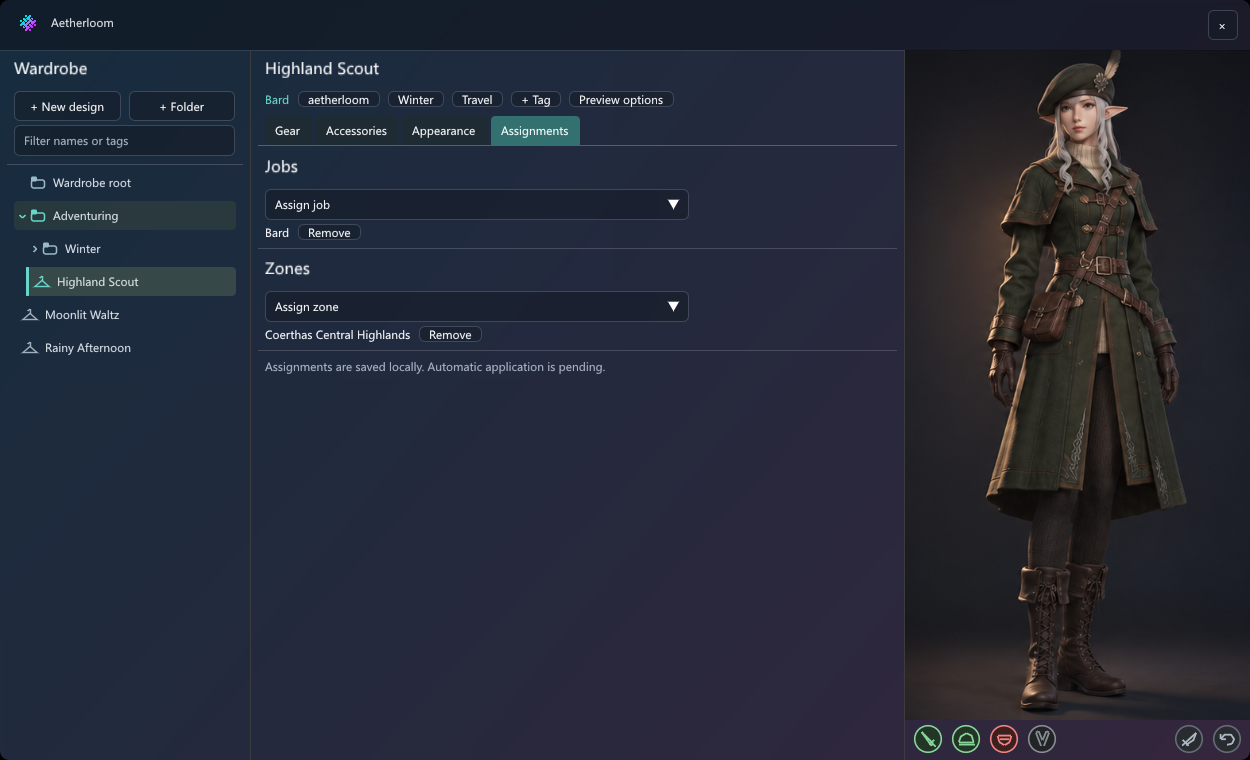 Aetherloom
×
Wardrobe
+ New design
+ Folder
Filter names or tags
Wardrobe root
Adventuring
Winter
Highland Scout
Moonlit Waltz
Rainy Afternoon
Highland Scout
Bard aetherloom Winter Travel + Tag Preview options
Gear Accessories Appearance Assignments
Jobs
Assign job
Bard Remove
Zones
Assign zone
Coerthas Central Highlands Remove
Assignments are saved locally. Automatic application is pending.